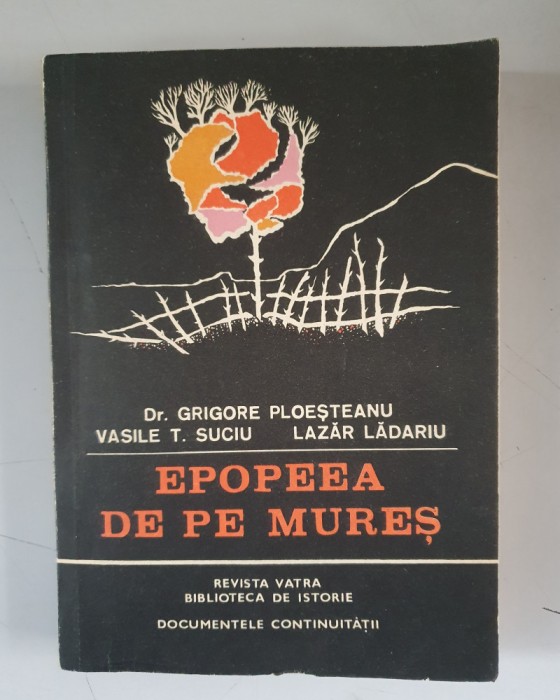 Dr. GRIGORE PLOEȘTEANU
VASILE T. SUCIU LAZĂR LĂDARIU
EPOPEEA
DE PE MUREȘ
REVISTA VATRA
BIBLIOTECA DE ISTORIE
DOCUMENTELE CONTINUITĂȚII